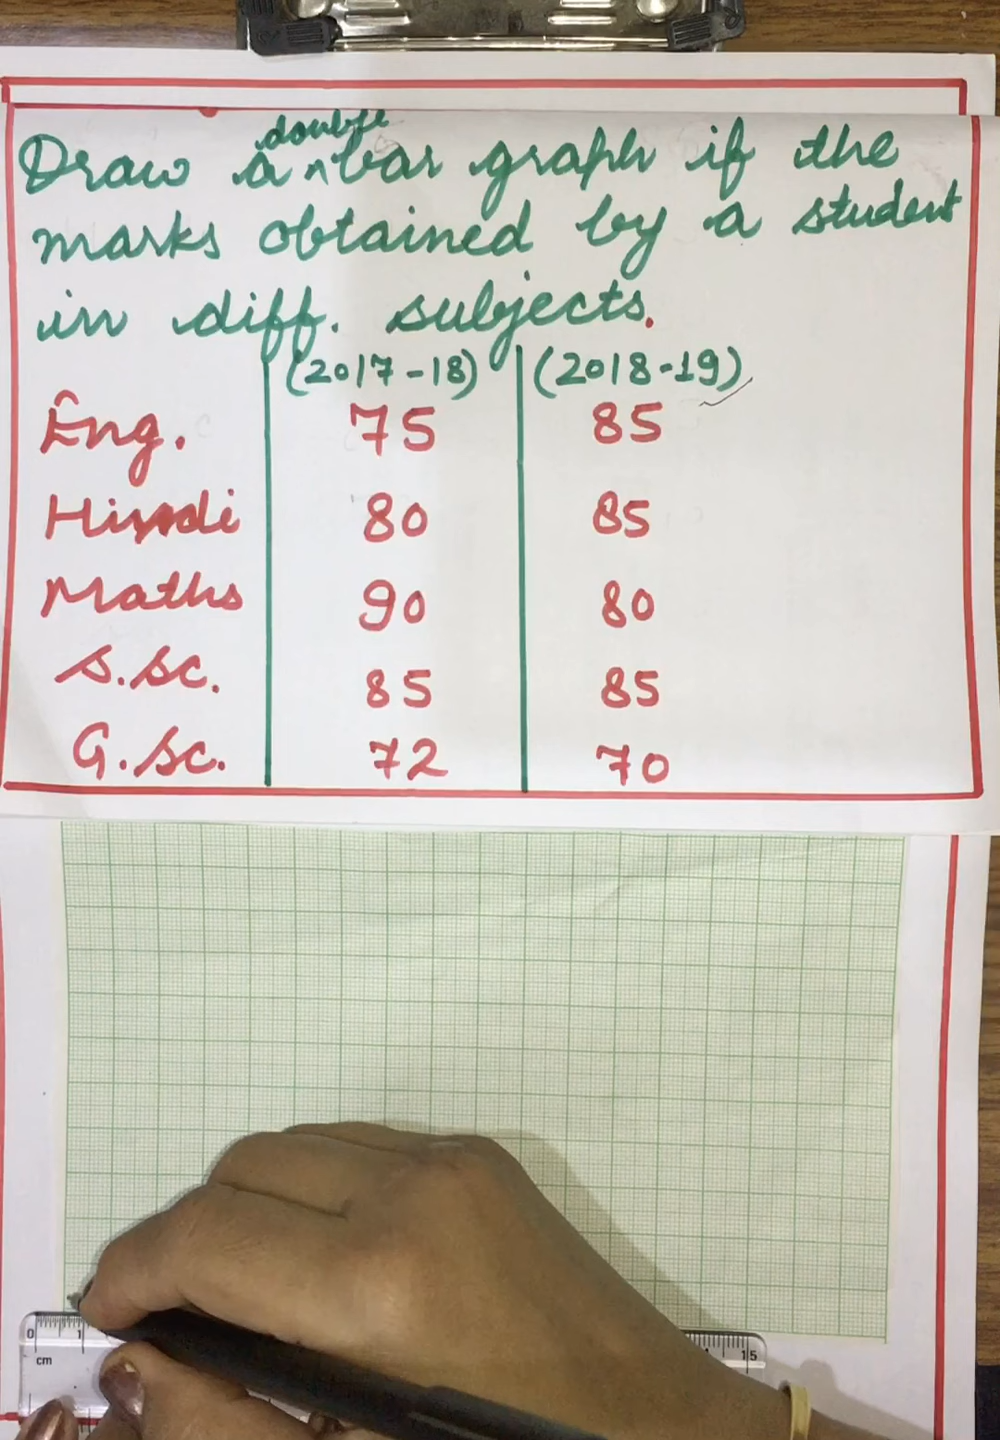 Draw a double bar graph if the
marks obtained by a student
in diff. subjects.
(2017-18) (2018-19)
Eng. 75 85
Hindi 80 85
Maths 90 80
S.Sc. 85 85
G.Sc. 72 70
0 1 15
cm